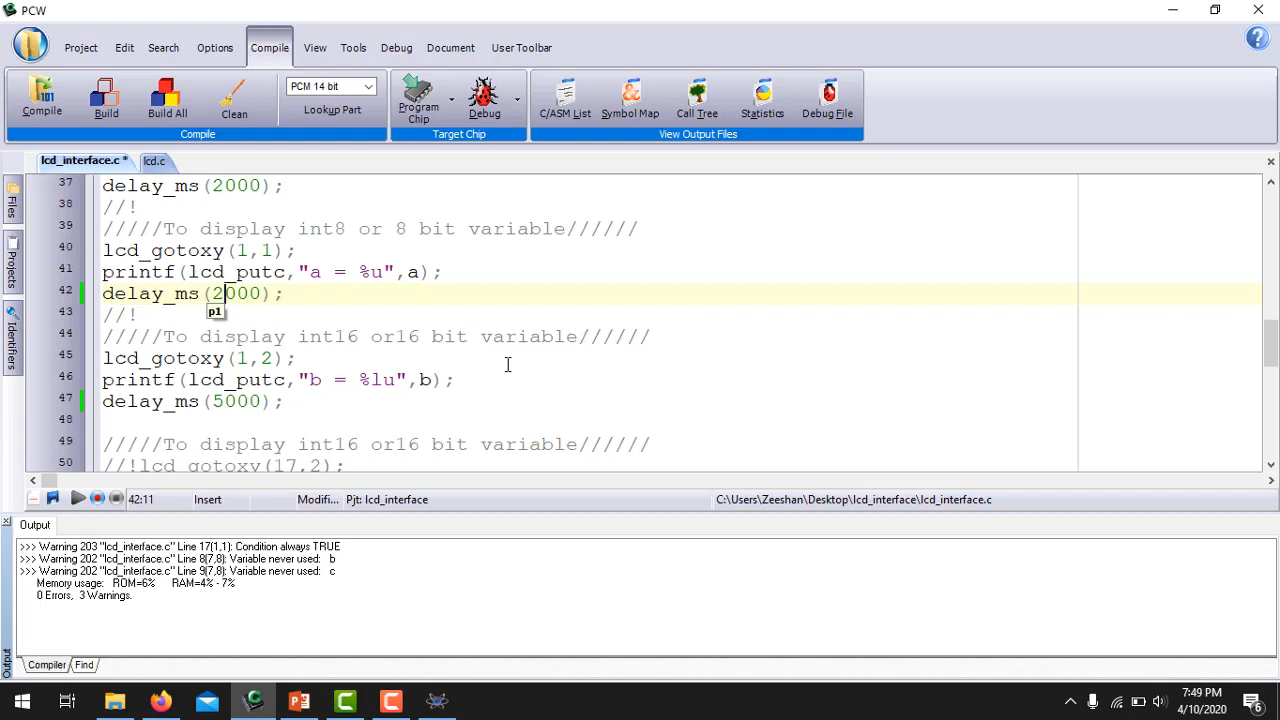 PCW
Project Edit Search Options Compile View Tools Debug Document User Toolbar
Compile Build Build All Clean PCM 14 bit Lookup Part Program Chip Debug C/ASM List Symbol Map Call Tree Statistics Debug File
Compile Target Chip View Output Files
lcd_interface.c * lcd.c
Files
Projects
Identifiers
37 delay_ms(2000);
38 //!
39 /////To display int8 or 8 bit variable//////
40 lcd_gotoxy(1,1);
41 printf(lcd_putc,"a = %u",a);
42 delay_ms(2000);
p1
43 //!
44 /////To display int16 or16 bit variable//////
45 lcd_gotoxy(1,2);
46 printf(lcd_putc,"b = %lu",b);
47 delay_ms(5000);
48
49 /////To display int16 or16 bit variable//////
50 //!lcd_gotoxy(17,2);
42:11 Insert Modifi... Pjt: lcd_interface C:\Users\Zeeshan\Desktop\lcd_interface\lcd_interface.c
Output
>>> Warning 203 "lcd_interface.c" Line 17(1,1): Condition always TRUE
>>> Warning 202 "lcd_interface.c" Line 8(7,8): Variable never used: b
>>> Warning 202 "lcd_interface.c" Line 9(7,8): Variable never used: c
Memory usage: ROM=6% RAM=4% - 7%
0 Errors, 3 Warnings.
Output
Compiler Find
7:49 PM
4/10/2020
6